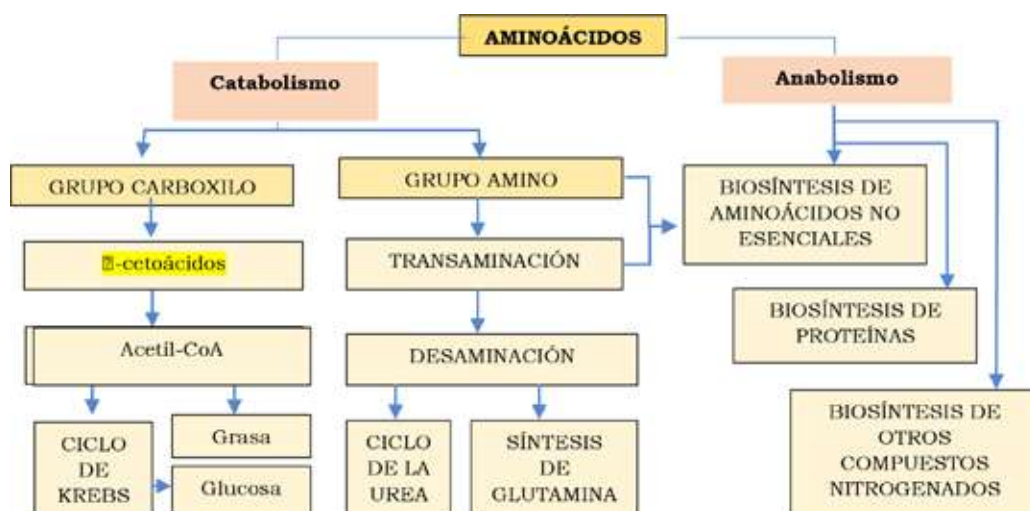 AMINOÁCIDOS
Catabolismo
Anabolismo
GRUPO CARBOXILO
GRUPO AMINO
BIOSÍNTESIS DE
AMINOÁCIDOS NO
ESENCIALES
-cetoácidos
TRANSAMINACIÓN
BIOSÍNTESIS DE
PROTEÍNAS
Acetil-CoA
DESAMINACIÓN
CICLO
DE
KREBS
Grasa
Glucosa
CICLO
DE LA
UREA
SÍNTESIS
DE
GLUTAMINA
BIOSÍNTESIS DE
OTROS
COMPUESTOS
NITROGENADOS